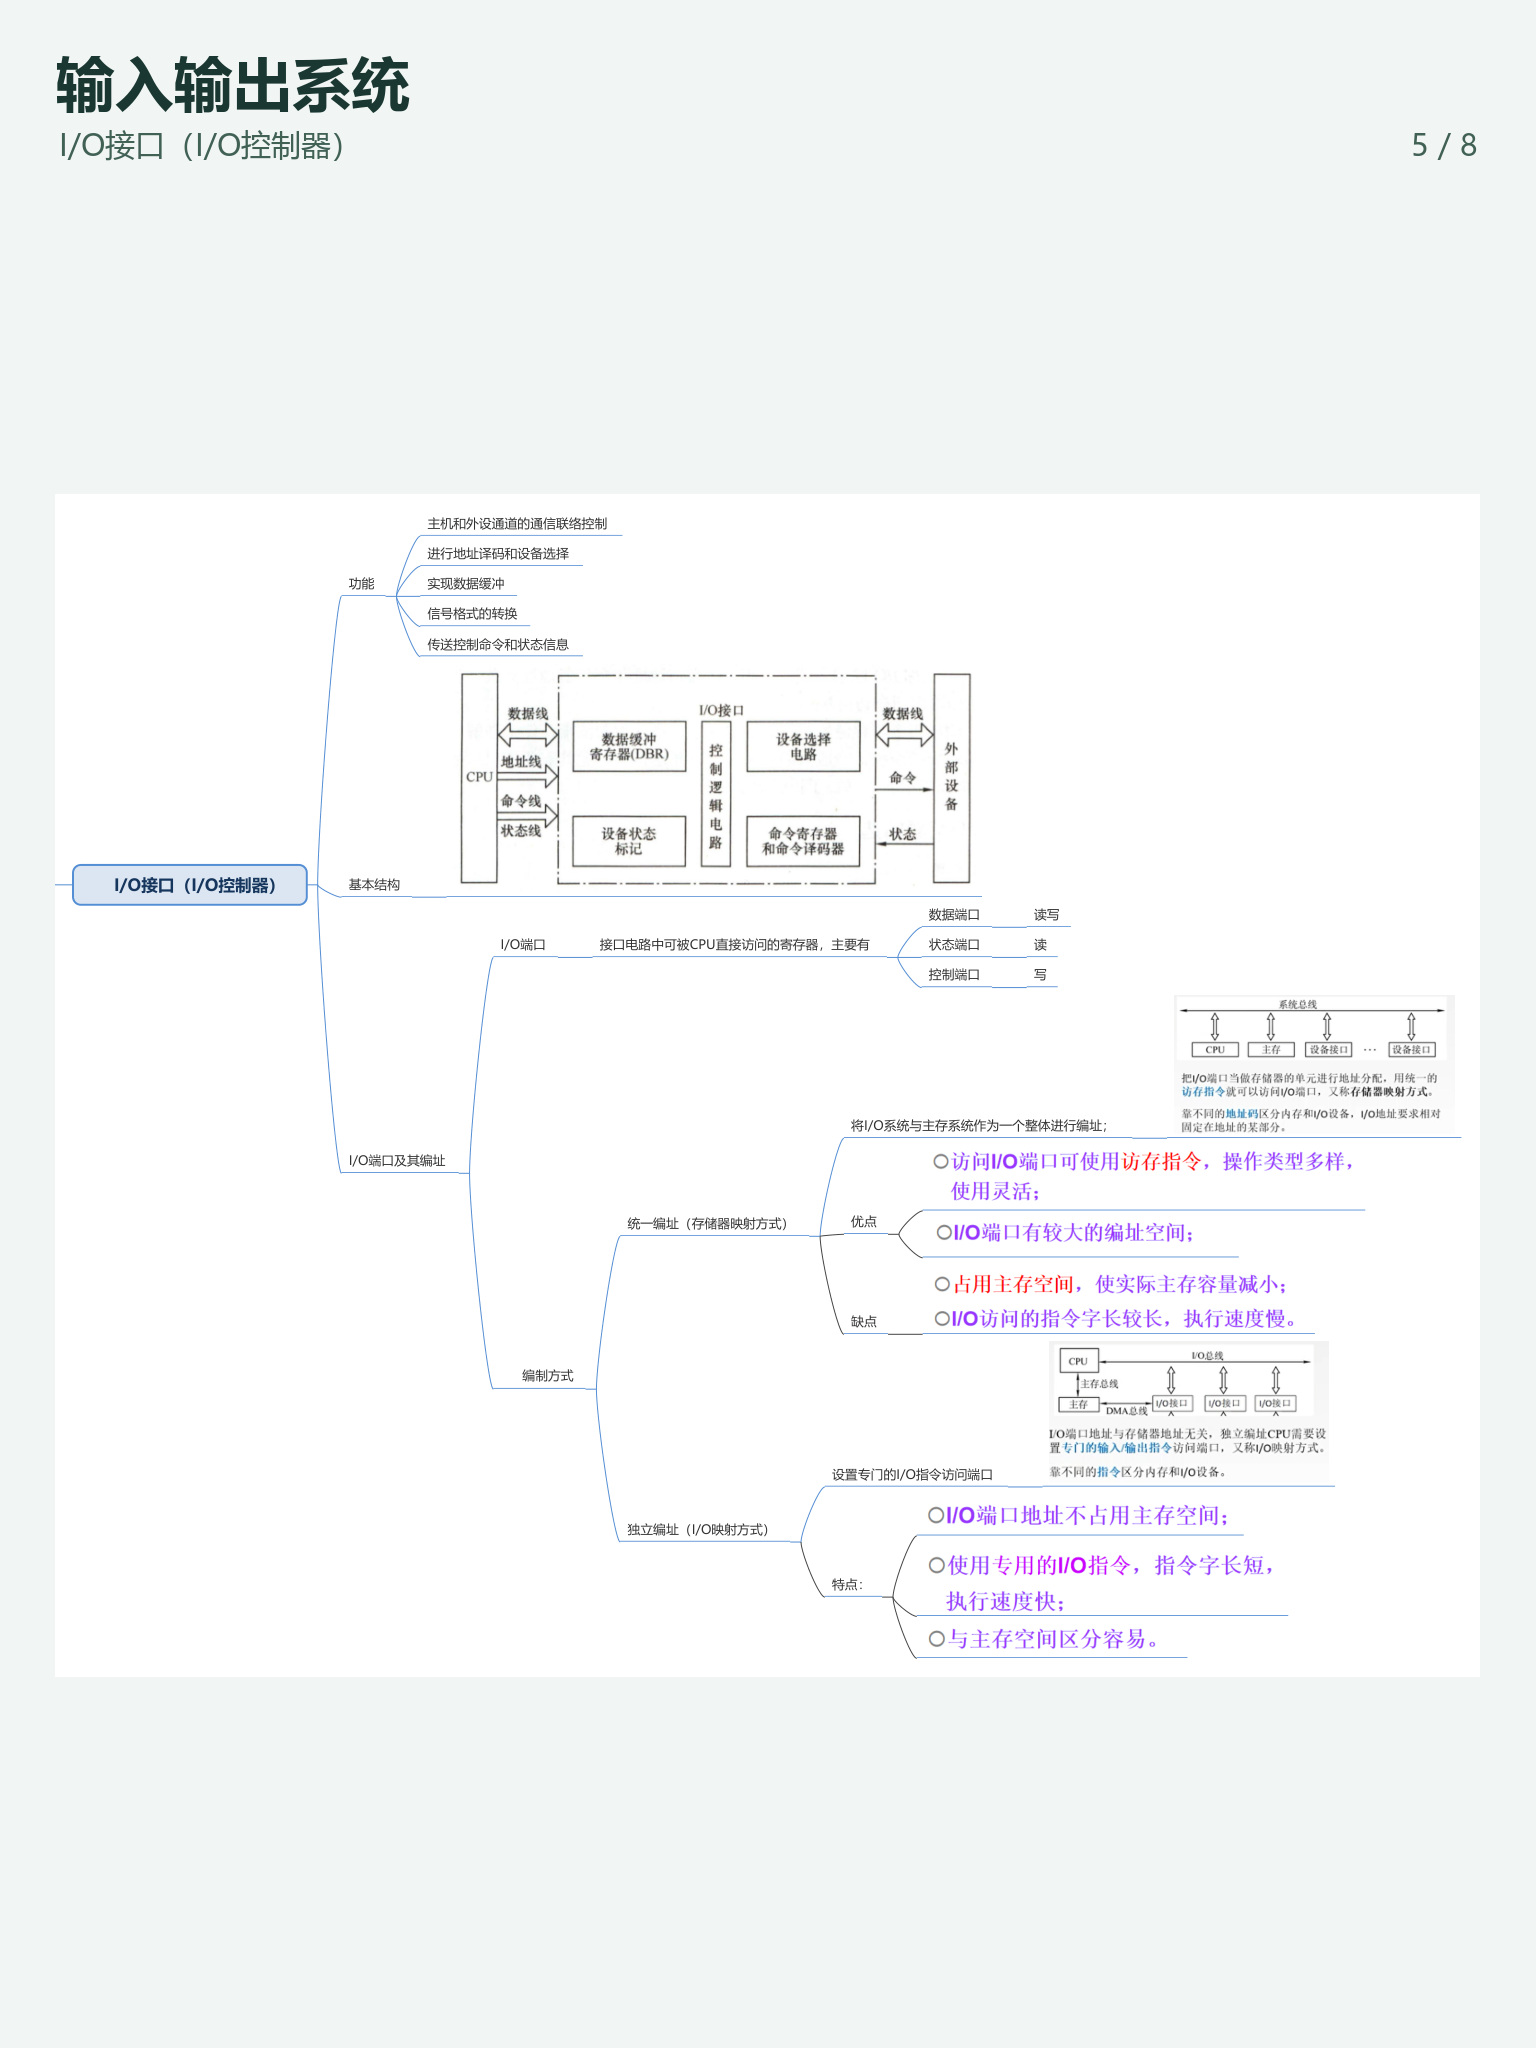 输入输出系统
I/O接口（I/O控制器）
5 / 8
I/O接口（I/O控制器）
功能
主机和外设通道的通信联络控制
进行地址译码和设备选择
实现数据缓冲
信号格式的转换
传送控制命令和状态信息
基本结构
CPU
数据线
地址线
命令线
状态线
I/O接口
数据缓冲
寄存器(DBR)
设备状态
标记
控
制
逻
辑
电
路
设备选择
电路
命令寄存器
和命令译码器
数据线
命令
状态
外
部
设
备
I/O端口及其编址
I/O端口
接口电路中可被CPU直接访问的寄存器，主要有
数据端口
读写
状态端口
读
控制端口
写
编制方式
统一编址（存储器映射方式）
将I/O系统与主存系统作为一个整体进行编址；
系统总线
CPU
主存
设备接口
···
设备接口
把I/O端口当做存储器的单元进行地址分配，用统一的
访存指令就可以访问I/O端口，又称存储器映射方式。
靠不同的地址码区分内存和I/O设备，I/O地址要求相对
固定在地址的某部分。
优点
访问I/O端口可使用访存指令，操作类型多样，
使用灵活；
I/O端口有较大的编址空间；
缺点
占用主存空间，使实际主存容量减小；
I/O访问的指令字长较长，执行速度慢。
独立编址（I/O映射方式）
设置专门的I/O指令访问端口
CPU
I/O总线
主存总线
主存
DMA总线
I/O接口
I/O接口
I/O接口
I/O端口地址与存储器地址无关，独立编址CPU需要设
置专门的输入/输出指令访问端口，又称I/O映射方式。
靠不同的指令区分内存和I/O设备。
特点：
I/O端口地址不占用主存空间；
使用专用的I/O指令，指令字长短，
执行速度快；
与主存空间区分容易。